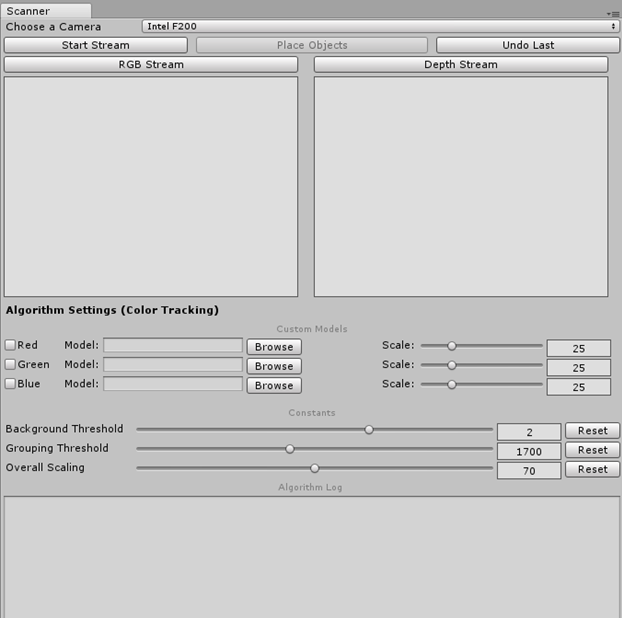 Scanner
Choose a Camera Intel F200
Start Stream Place Objects Undo Last
RGB Stream Depth Stream
Algorithm Settings (Color Tracking)
Custom Models
Red Model: Browse Scale: 25
Green Model: Browse Scale: 25
Blue Model: Browse Scale: 25
Constants
Background Threshold 2 Reset
Grouping Threshold 1700 Reset
Overall Scaling 70 Reset
Algorithm Log